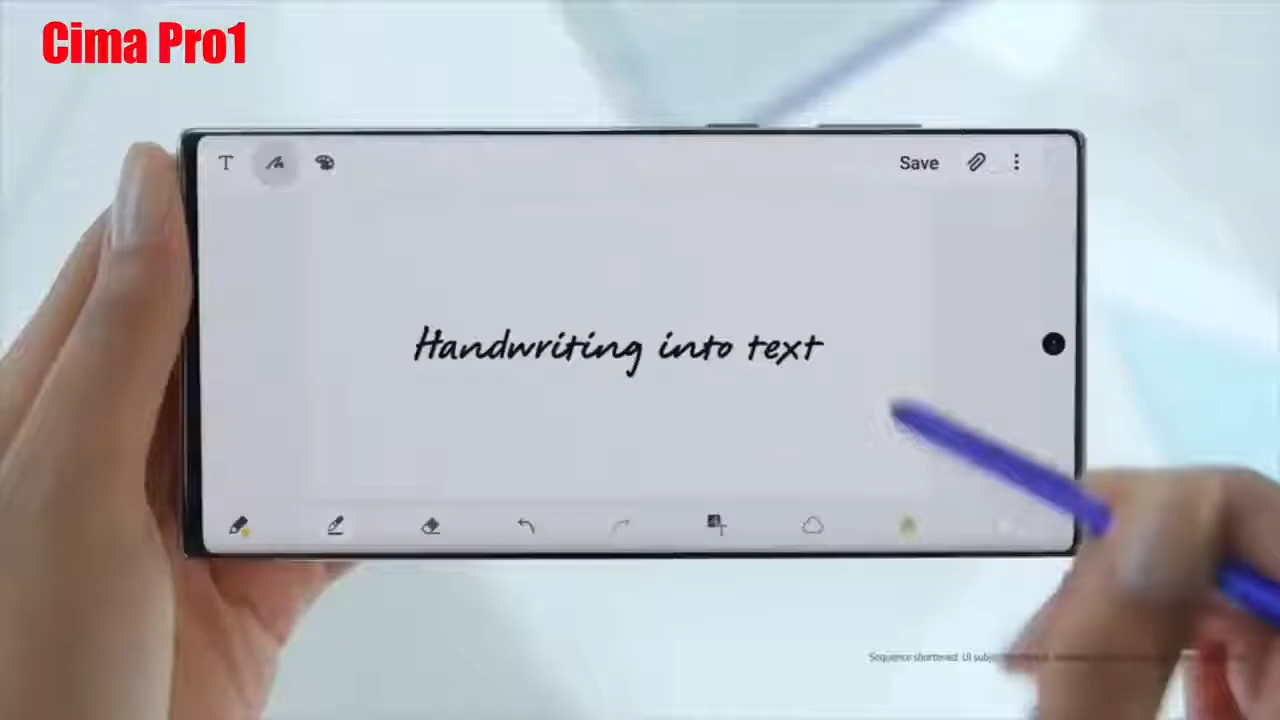 Cima Pro1
T
Save
Handwriting into text
Sequence shortened. UI subject